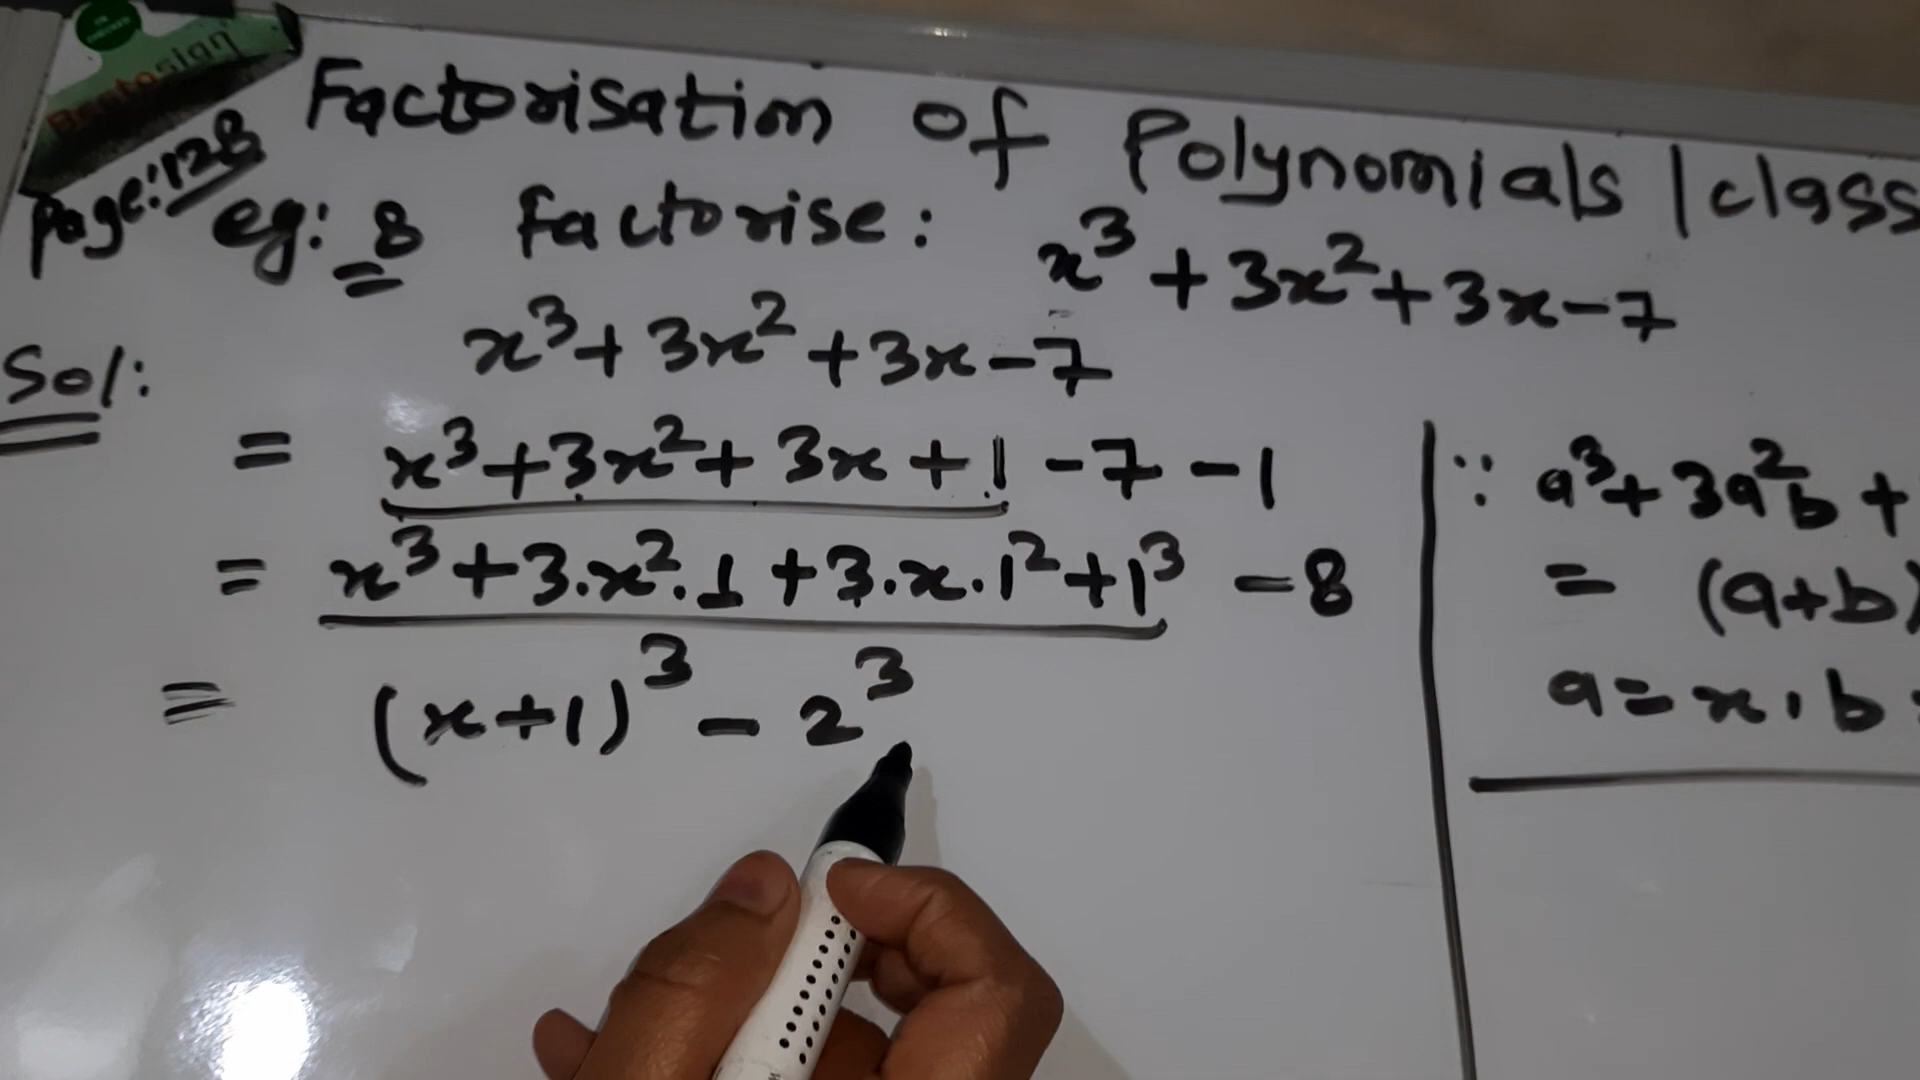 Bentosian
Factorisation of Polynomials | class
Page: 128
eg: 8 Factorise: x³ + 3x² + 3x - 7
Sol: x³ + 3x² + 3x - 7
= x³ + 3x² + 3x + 1 - 7 - 1
= x³ + 3.x².1 + 3.x.1² + 1³ - 8
= (x+1)³ - 2³
∵ a³ + 3a²b +
= (a+b)
a = x, b =